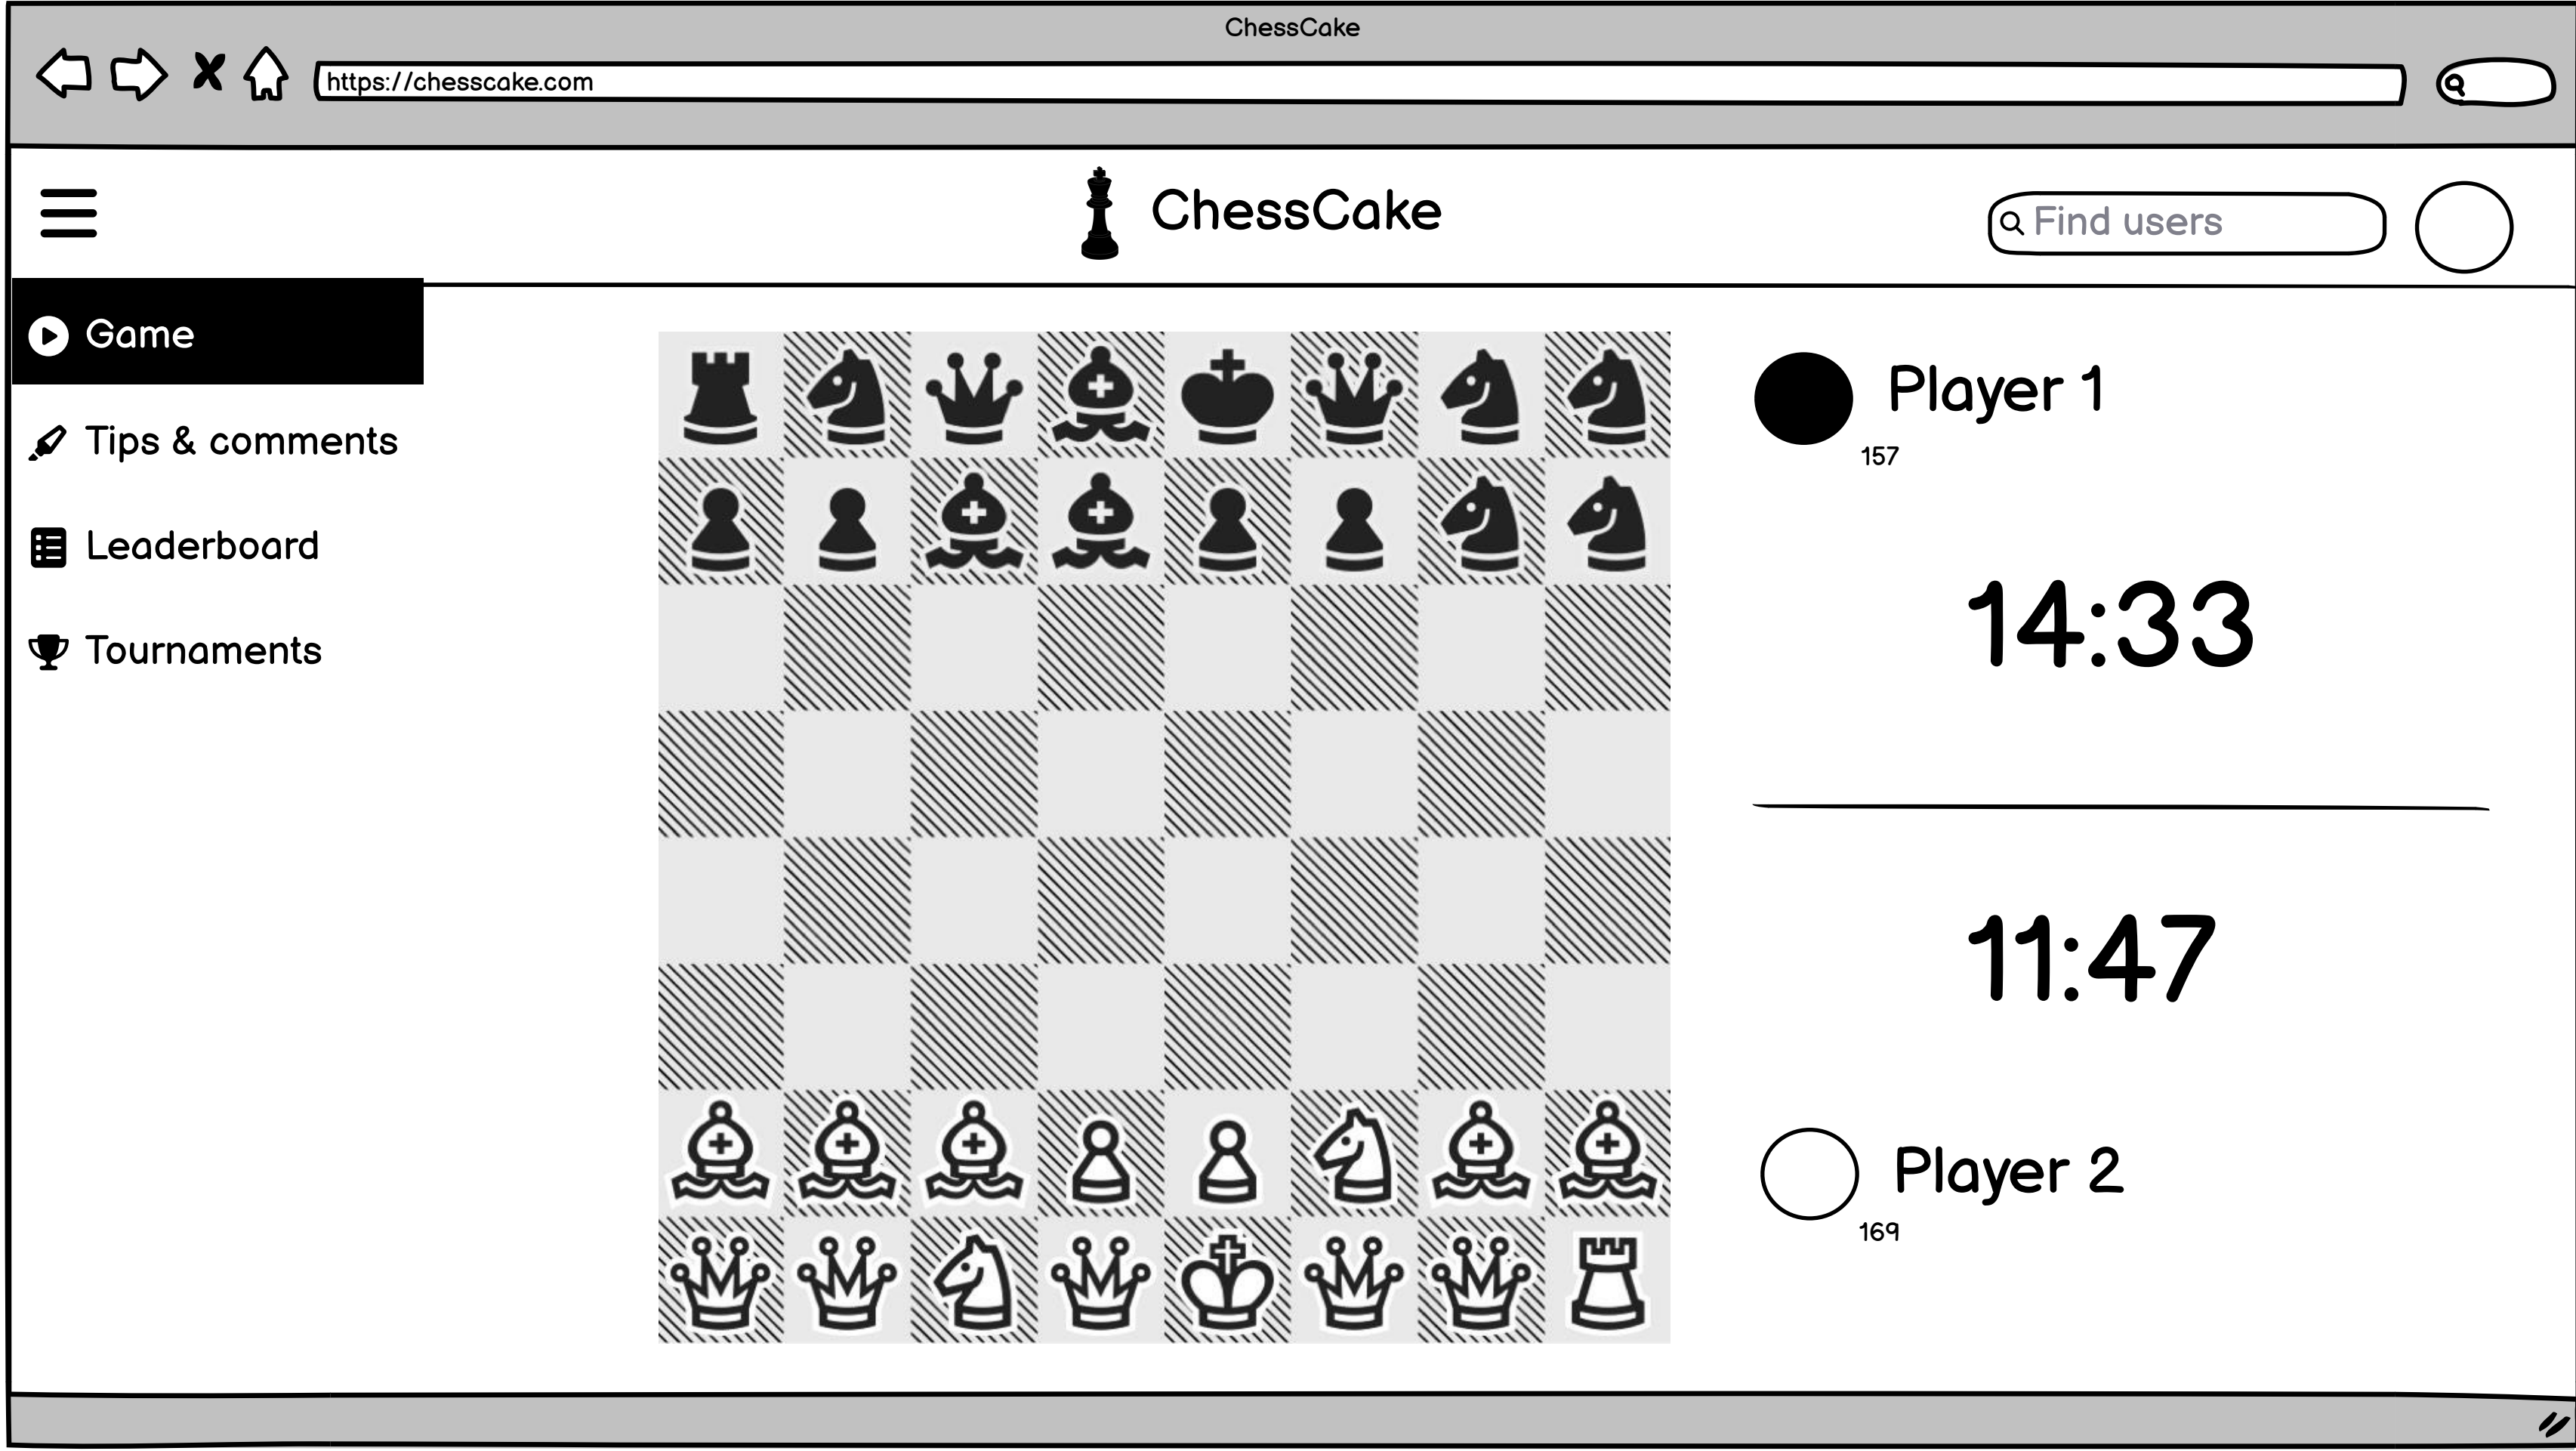 ChessCake
https://chesscake.com
ChessCake
Find users
Game
Tips & comments
Leaderboard
Tournaments
Player 1
157
14:33
11:47
Player 2
169